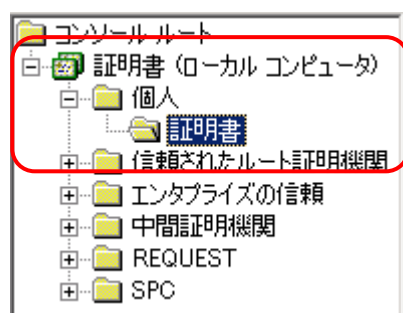 コンソール ルート
証明書 (ローカル コンピュータ)
個人
証明書
信頼されたルート証明機関
エンタプライズの信頼
中間証明機関
REQUEST
SPC